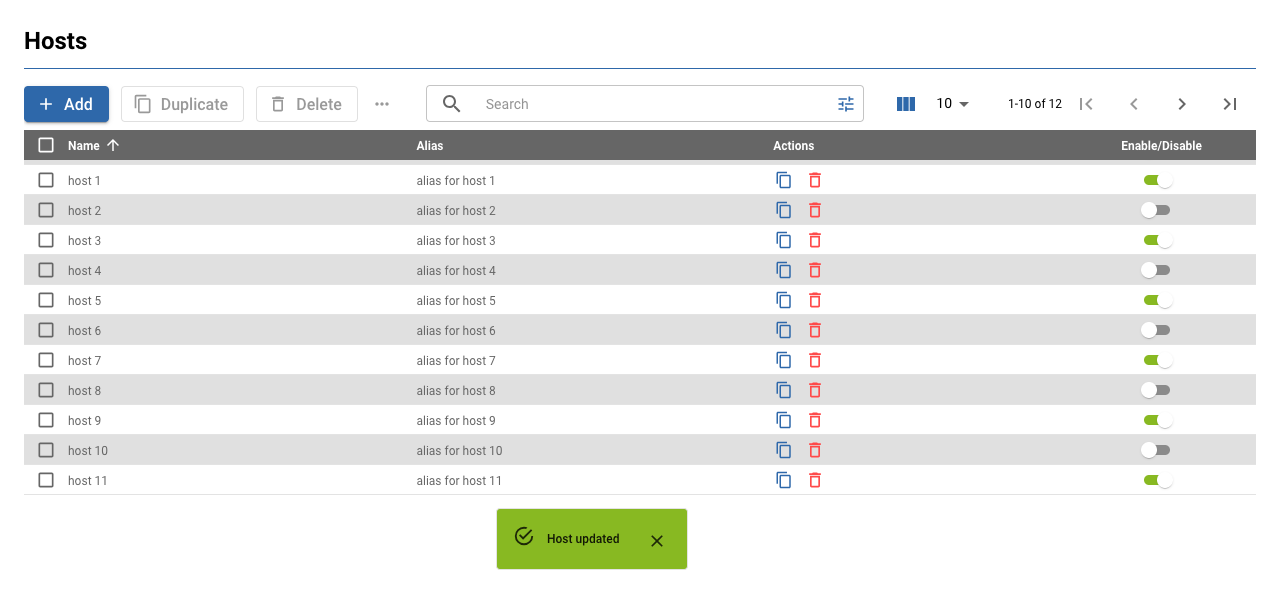 Hosts
Add Duplicate Delete Search 10 1-10 of 12
Name Alias Actions Enable/Disable
host 1 alias for host 1
host 2 alias for host 2
host 3 alias for host 3
host 4 alias for host 4
host 5 alias for host 5
host 6 alias for host 6
host 7 alias for host 7
host 8 alias for host 8
host 9 alias for host 9
host 10 alias for host 10
host 11 alias for host 11
Host updated